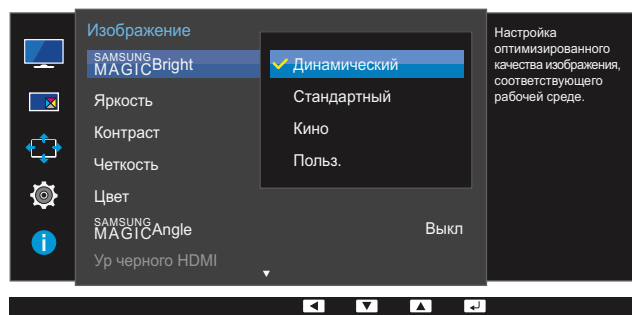 Изображение
SAMSUNG
MAGICBright
Яркость
Контраст
Четкость
Цвет
SAMSUNG
MAGICAngle
Выкл
Ур черного HDMI
Динамический
Стандартный
Кино
Польз.
Настройка
оптимизированного
качества изображения,
соответствующего
рабочей среде.